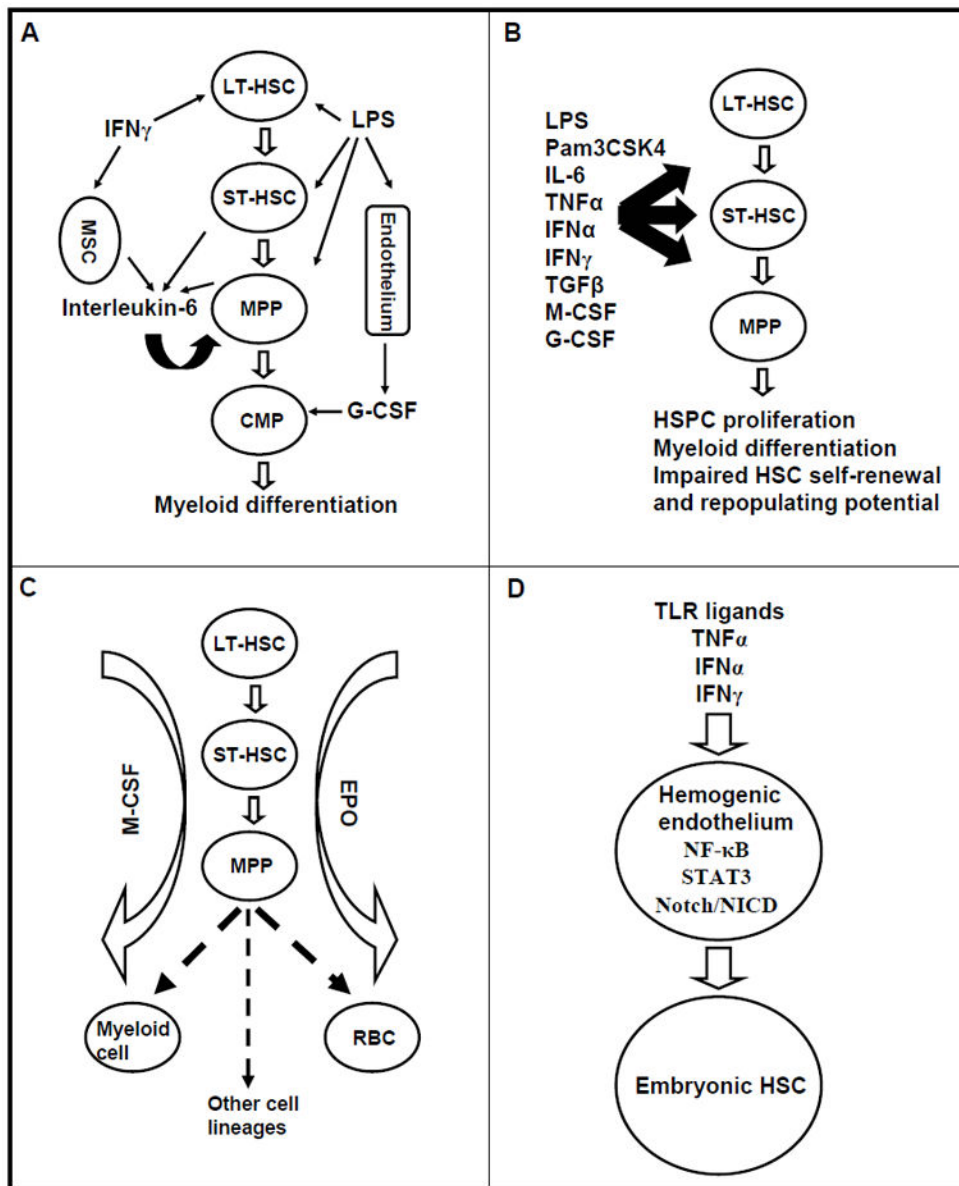 A
LT-HSC
IFNγ
LPS
ST-HSC
MSC
Endothelium
Interleukin-6
MPP
CMP
G-CSF
Myeloid differentiation
B
LT-HSC
LPS
Pam3CSK4
IL-6
TNFα
IFNα
IFNγ
TGFβ
M-CSF
G-CSF
ST-HSC
MPP
HSPC proliferation
Myeloid differentiation
Impaired HSC self-renewal
and repopulating potential
C
LT-HSC
ST-HSC
M-CSF
EPO
MPP
Myeloid
cell
RBC
Other cell
lineages
D
TLR ligands
TNFα
IFNα
IFNγ
Hemogenic
endothelium
NF-κB
STAT3
Notch/NICD
Embryonic HSC